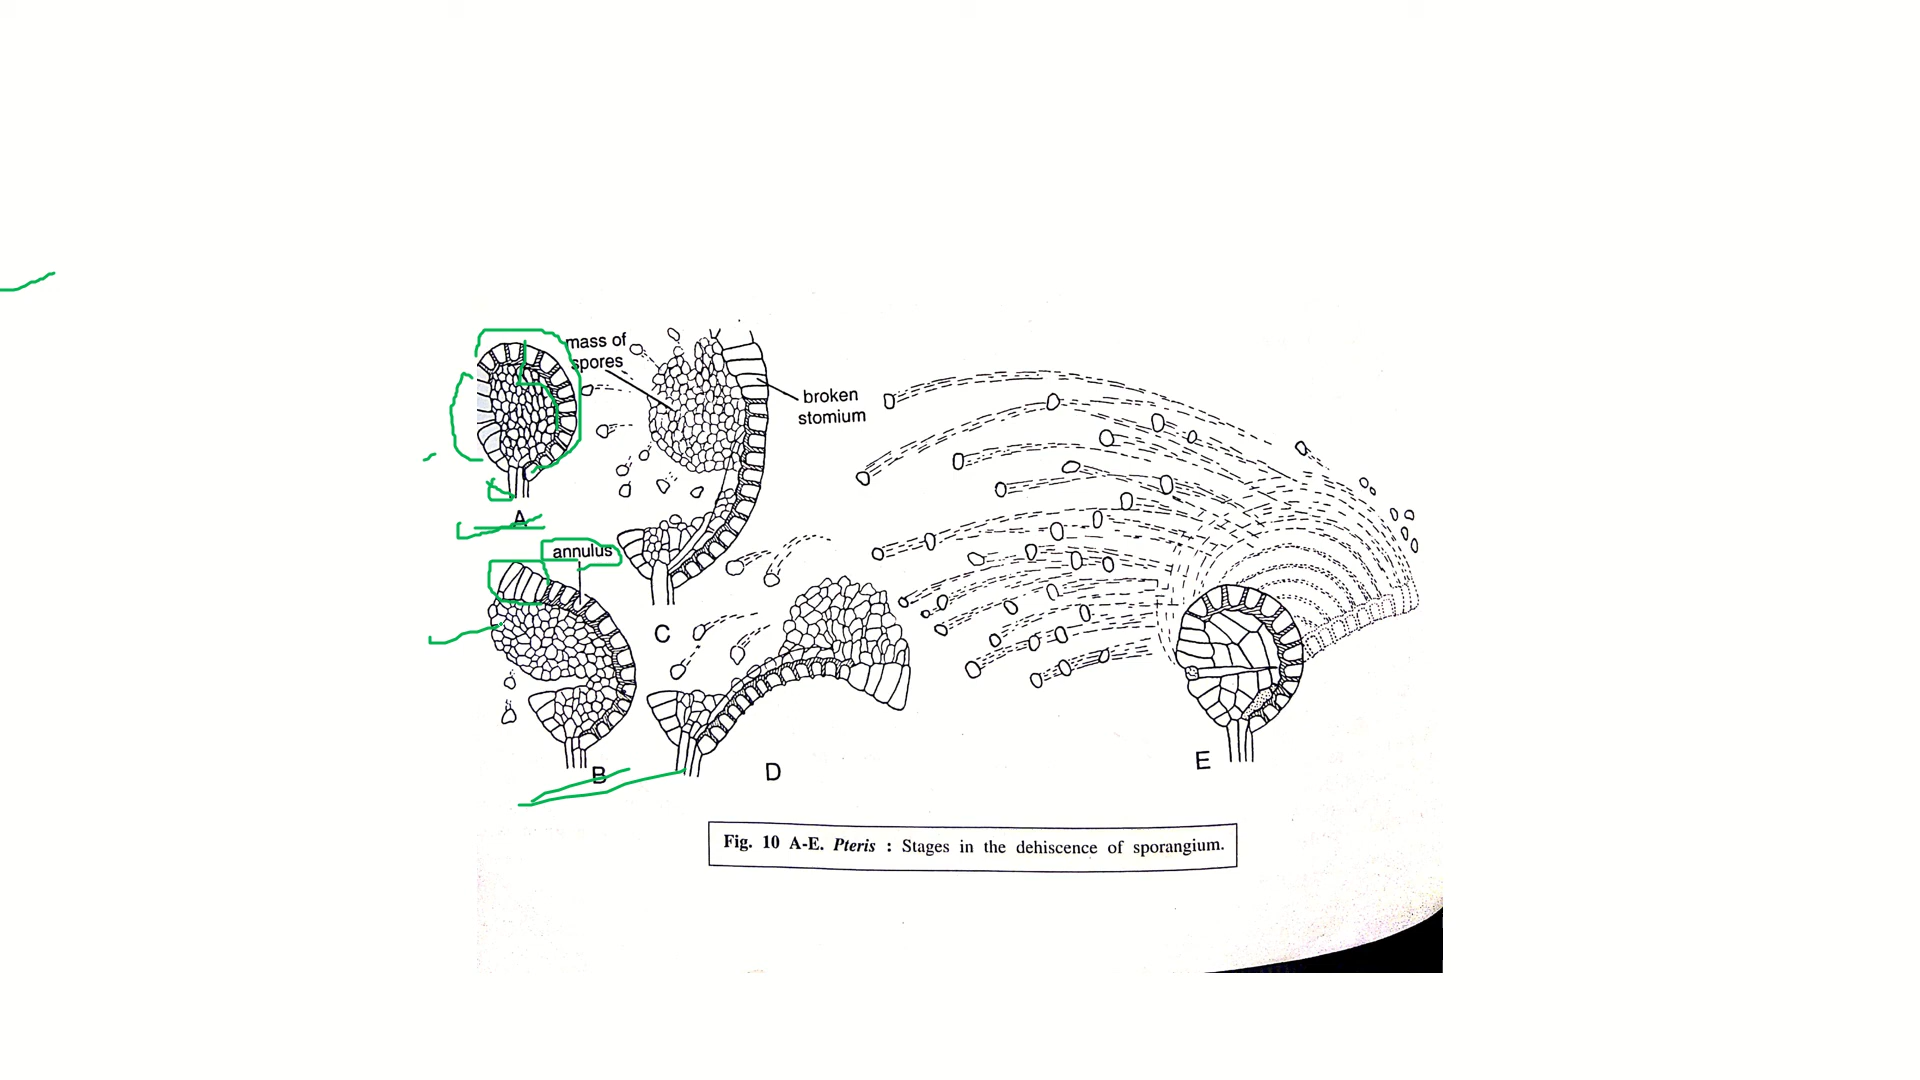 mass of
spores
broken
stomium
A
annulus
C
B
D
E
Fig. 10 A-E. Pteris : Stages in the dehiscence of sporangium.